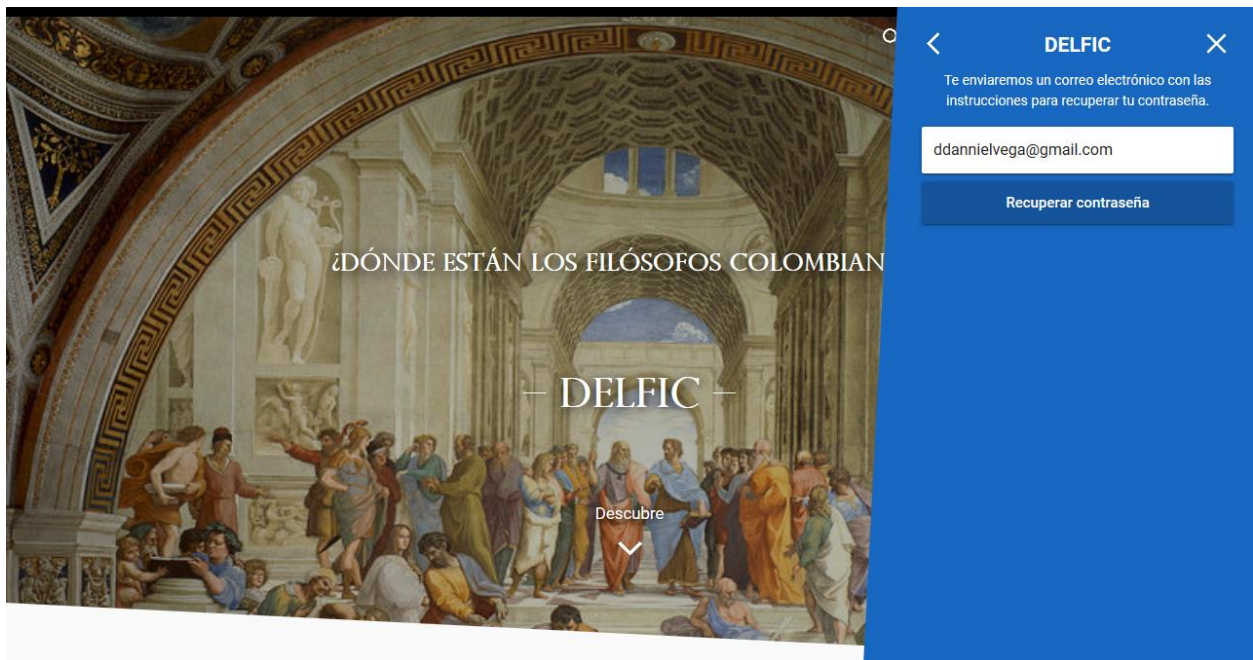 ¿DÓNDE ESTÁN LOS FILÓSOFOS COLOMBIAN
DELFIC
Descubre
DELFIC
Te enviaremos un correo electrónico con las
instrucciones para recuperar tu contraseña.
ddannielvega@gmail.com
Recuperar contraseña